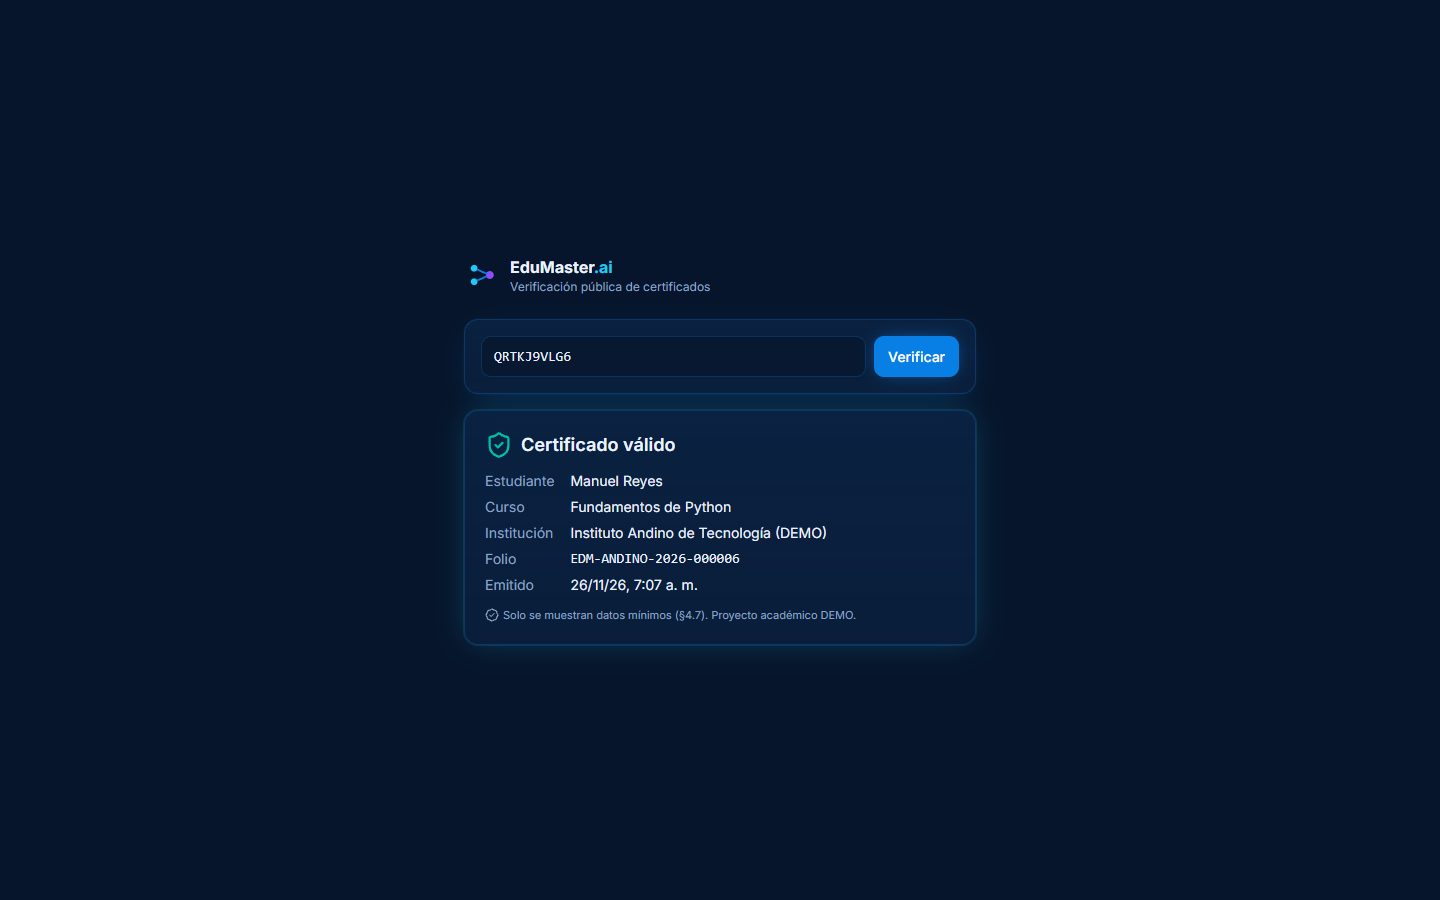 EduMaster.ai
Verificación pública de certificados
QRTKJ9VLG6
Verificar
Certificado válido
Estudiante Manuel Reyes
Curso Fundamentos de Python
Institución Instituto Andino de Tecnología (DEMO)
Folio EDM-ANDINO-2026-000006
Emitido 26/11/26, 7:07 a. m.
Solo se muestran datos mínimos (§4.7). Proyecto académico DEMO.